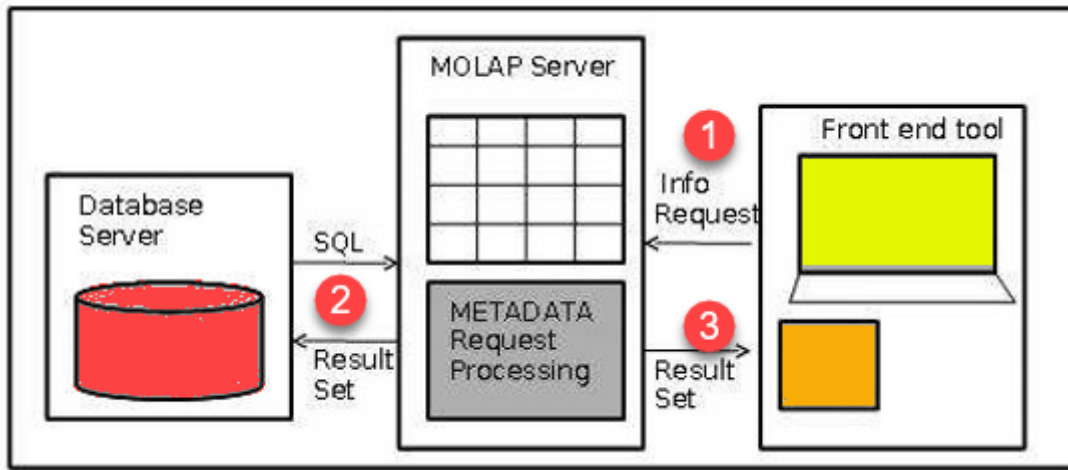 MOLAP Server
1
Front end tool
Info
Request
Database
Server
SQL
2
Result
Set
METADATA
Request
Processing
3
Result
Set